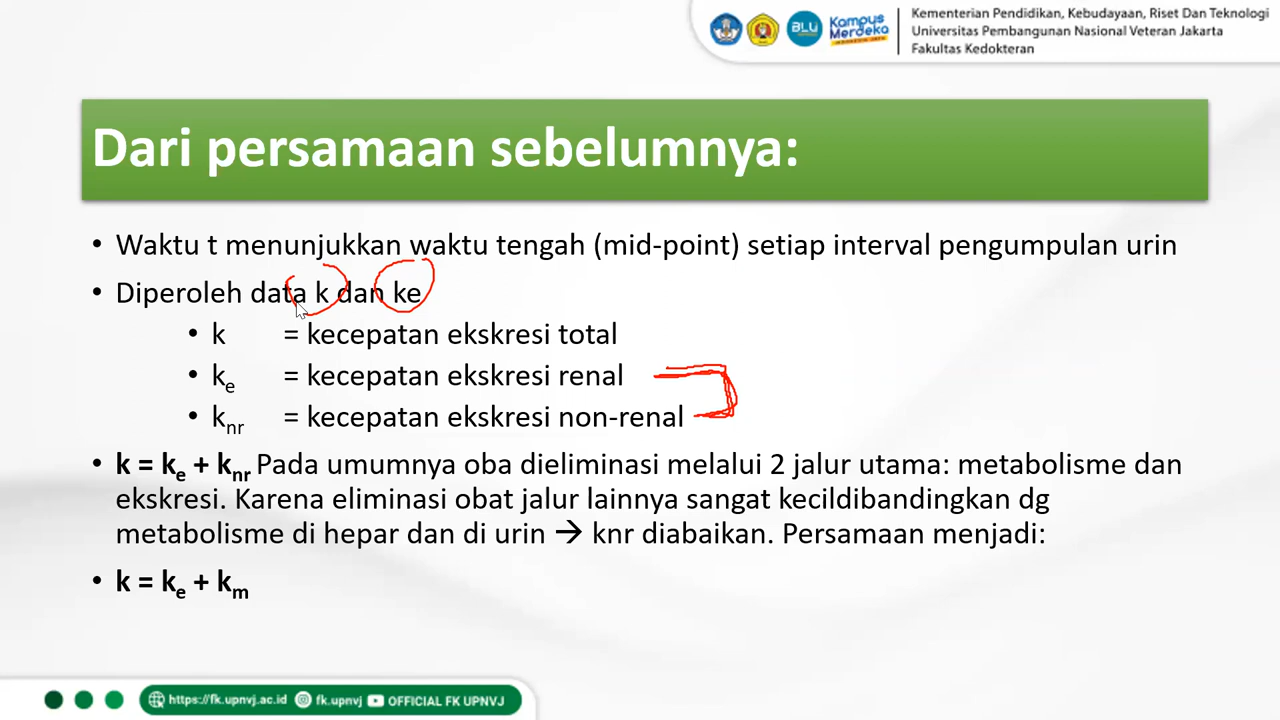 BLU
Kampus
Merdeka
Kementerian Pendidikan, Kebudayaan, Riset Dan Teknologi
Universitas Pembangunan Nasional Veteran Jakarta
Fakultas Kedokteran
Dari persamaan sebelumnya:
• Waktu t menunjukkan waktu tengah (mid-point) setiap interval pengumpulan urin
• Diperoleh data k dan ke
• k = kecepatan ekskresi total
• ke = kecepatan ekskresi renal
• knr = kecepatan ekskresi non-renal
• k = ke + knr Pada umumnya oba dieliminasi melalui 2 jalur utama: metabolisme dan
ekskresi. Karena eliminasi obat jalur lainnya sangat kecildibandingkan dg
metabolisme di hepar dan di urin → knr diabaikan. Persamaan menjadi:
• k = ke + km
https://fk.upnvj.ac.id fk.upnvj OFFICIAL FK UPNVJ